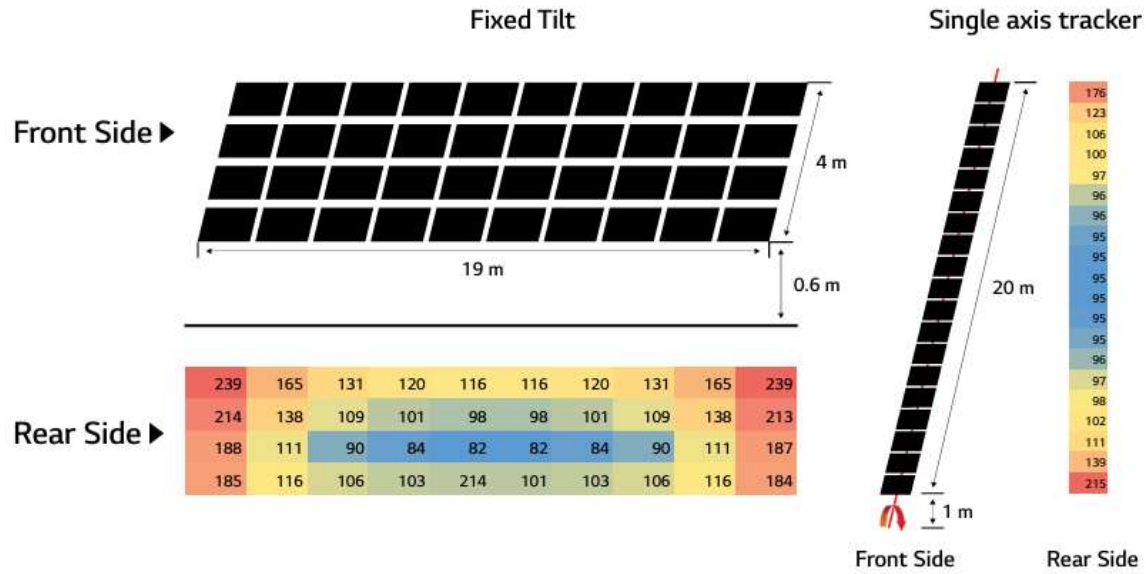 Fixed Tilt
Single axis tracker
Front Side
4 m
19 m
0.6 m
Rear Side
239 165 131 120 116 116 120 131 165 239
214 138 109 101 98 98 101 109 138 213
188 111 90 84 82 82 84 90 111 187
185 116 106 103 214 101 103 106 116 184
20 m
1 m
Front Side
176
123
106
100
97
96
96
95
95
95
95
95
95
96
97
98
102
111
139
215
Rear Side